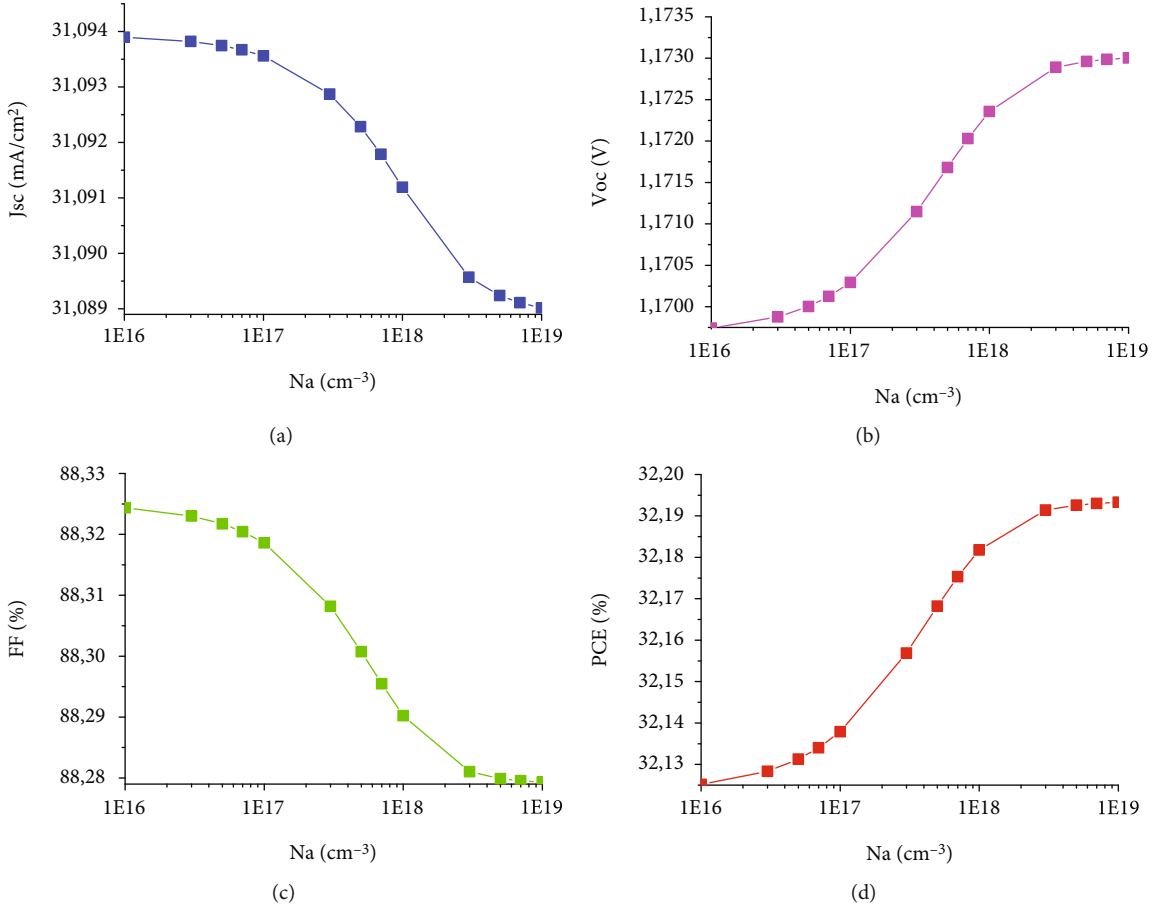 31,094
31,093
31,092
31,091
31,090
31,089
Jsc (mA/cm²)
1E16 1E17 1E18 1E19
Na (cm⁻³)
(a)
1,1735
1,1730
1,1725
1,1720
1,1715
1,1710
1,1705
1,1700
Voc (V)
1E16 1E17 1E18 1E19
Na (cm⁻³)
(b)
88,33
88,32
88,31
88,30
88,29
88,28
FF (%)
1E16 1E17 1E18 1E19
Na (cm⁻³)
(c)
32,20
32,19
32,18
32,17
32,16
32,15
32,14
32,13
PCE (%)
1E16 1E17 1E18 1E19
Na (cm⁻³)
(d)